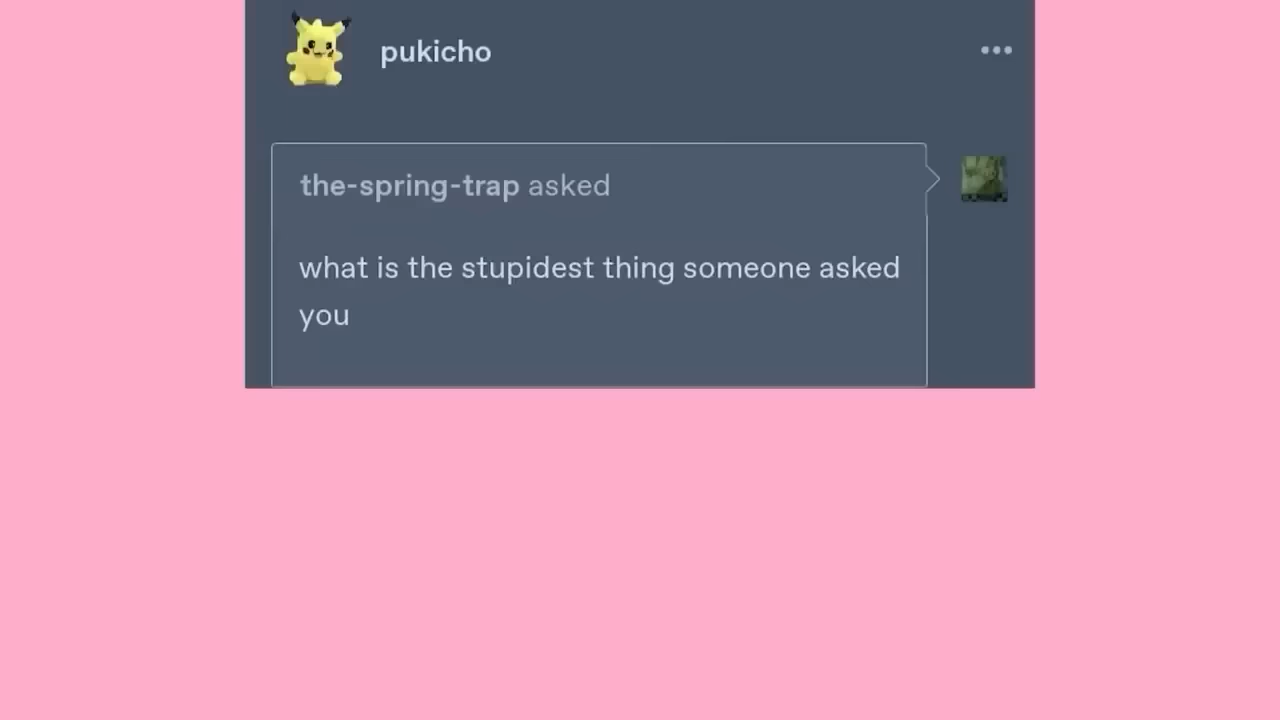 pukicho
the-spring-trap asked
what is the stupidest thing someone asked
you